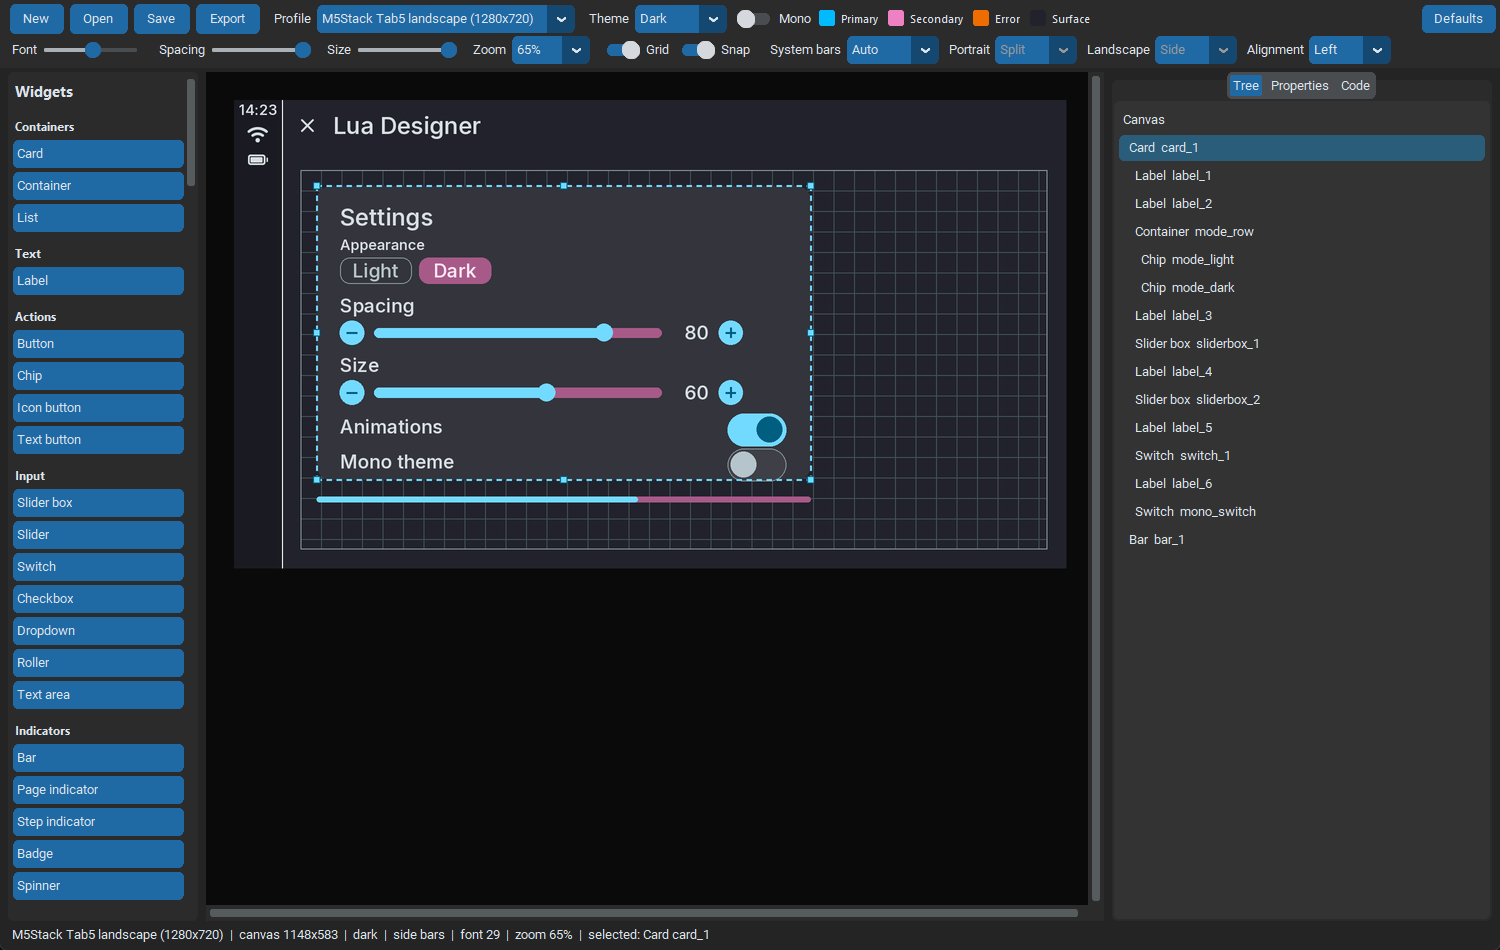 New Open Save Export Profile M5Stack Tab5 landscape (1280x720) Theme Dark Mono Primary Secondary Error Surface Defaults
Font Spacing Size Zoom 65% Grid Snap System bars Auto Portrait Split Landscape Side Alignment Left
Widgets
Containers
Card
Container
List
Text
Label
Actions
Button
Chip
Icon button
Text button
Input
Slider box
Slider
Switch
Checkbox
Dropdown
Roller
Text area
Indicators
Bar
Page indicator
Step indicator
Badge
Spinner
14:23
Lua Designer
Settings
Appearance
Light Dark
Spacing
80
Size
60
Animations
Mono theme
Tree Properties Code
Canvas
Card card_1
Label label_1
Label label_2
Container mode_row
Chip mode_light
Chip mode_dark
Label label_3
Slider box sliderbox_1
Label label_4
Slider box sliderbox_2
Label label_5
Switch switch_1
Label label_6
Switch mono_switch
Bar bar_1
M5Stack Tab5 landscape (1280x720) | canvas 1148x583 | dark | side bars | font 29 | zoom 65% | selected: Card card_1